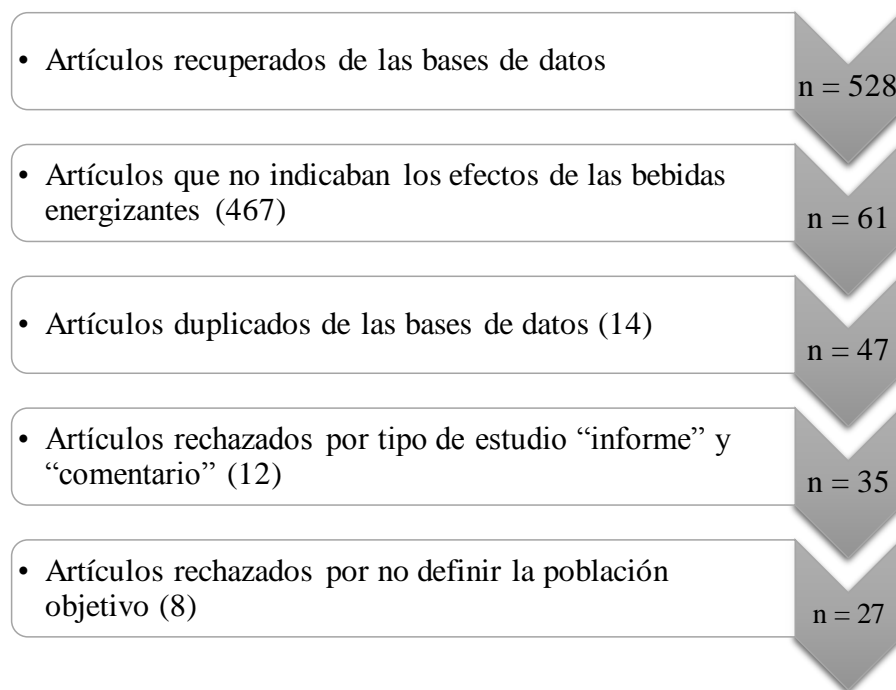 • Artículos recuperados de las bases de datos
n = 528
• Artículos que no indicaban los efectos de las bebidas
energizantes (467)
n = 61
• Artículos duplicados de las bases de datos (14)
n = 47
• Artículos rechazados por tipo de estudio “informe” y
“comentario” (12)
n = 35
• Artículos rechazados por no definir la población
objetivo (8)
n = 27